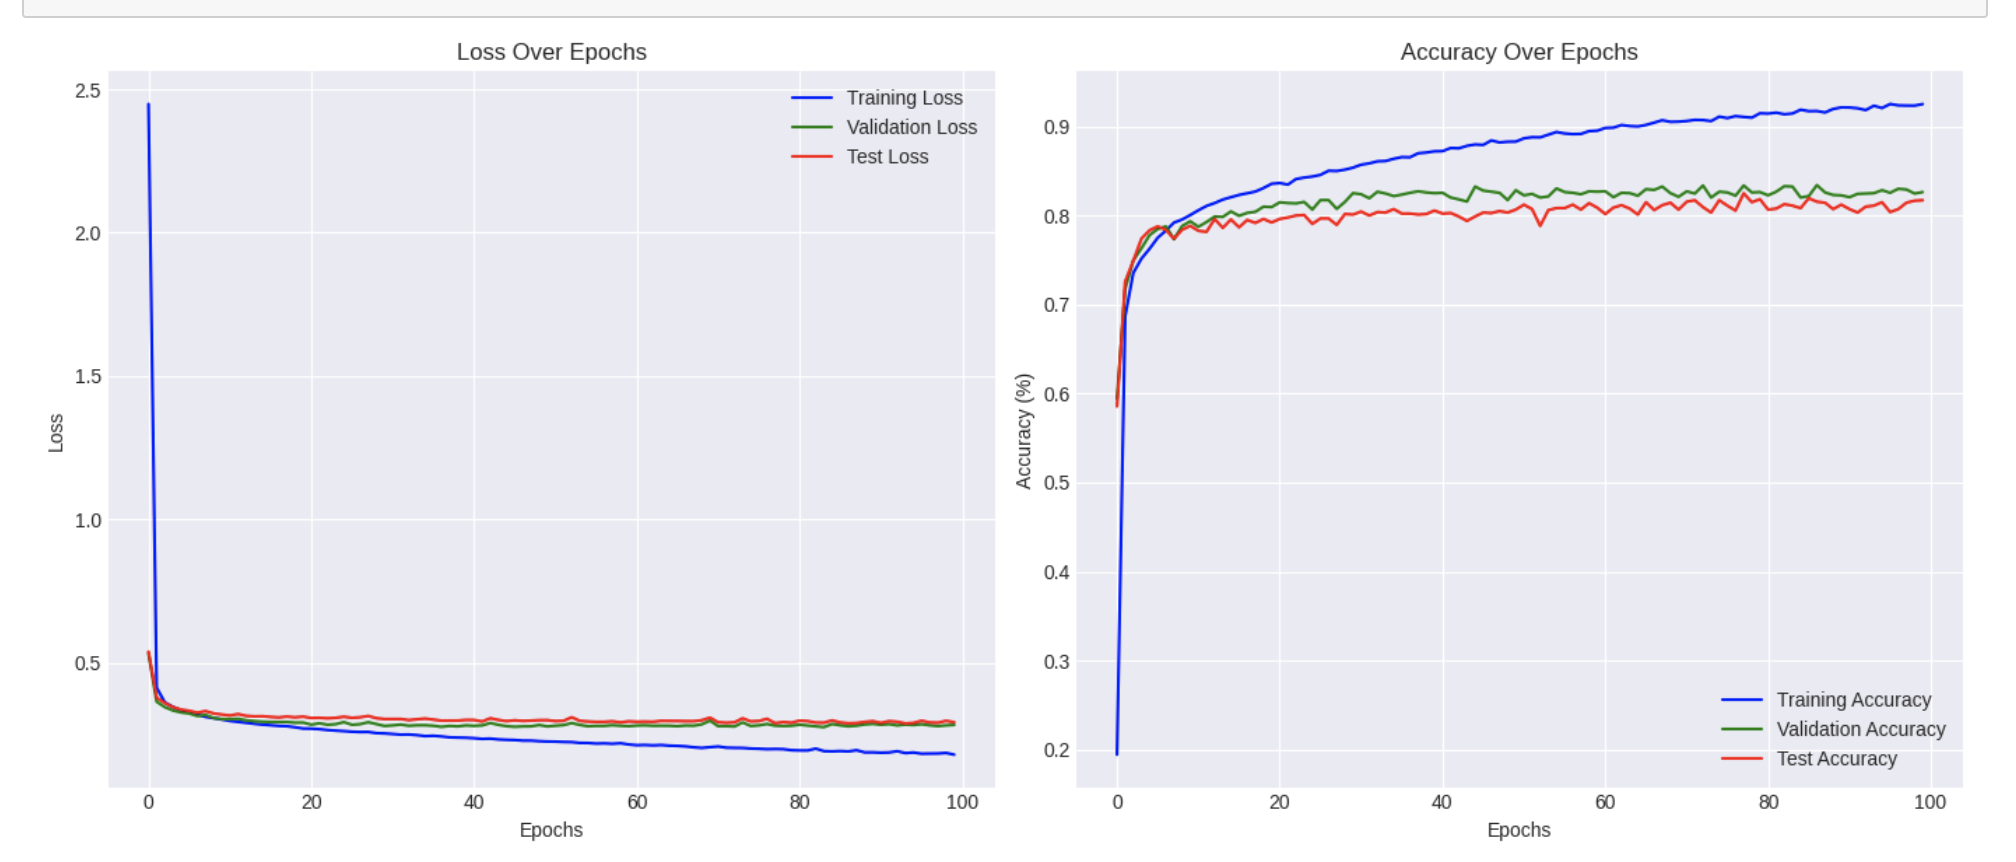 Loss Over Epochs
2.5
2.0
1.5
1.0
0.5
Loss
0 20 40 60 80 100
Epochs
Training Loss
Validation Loss
Test Loss
Accuracy Over Epochs
0.9
0.8
0.7
0.6
0.5
0.4
0.3
0.2
Accuracy (%)
0 20 40 60 80 100
Epochs
Training Accuracy
Validation Accuracy
Test Accuracy